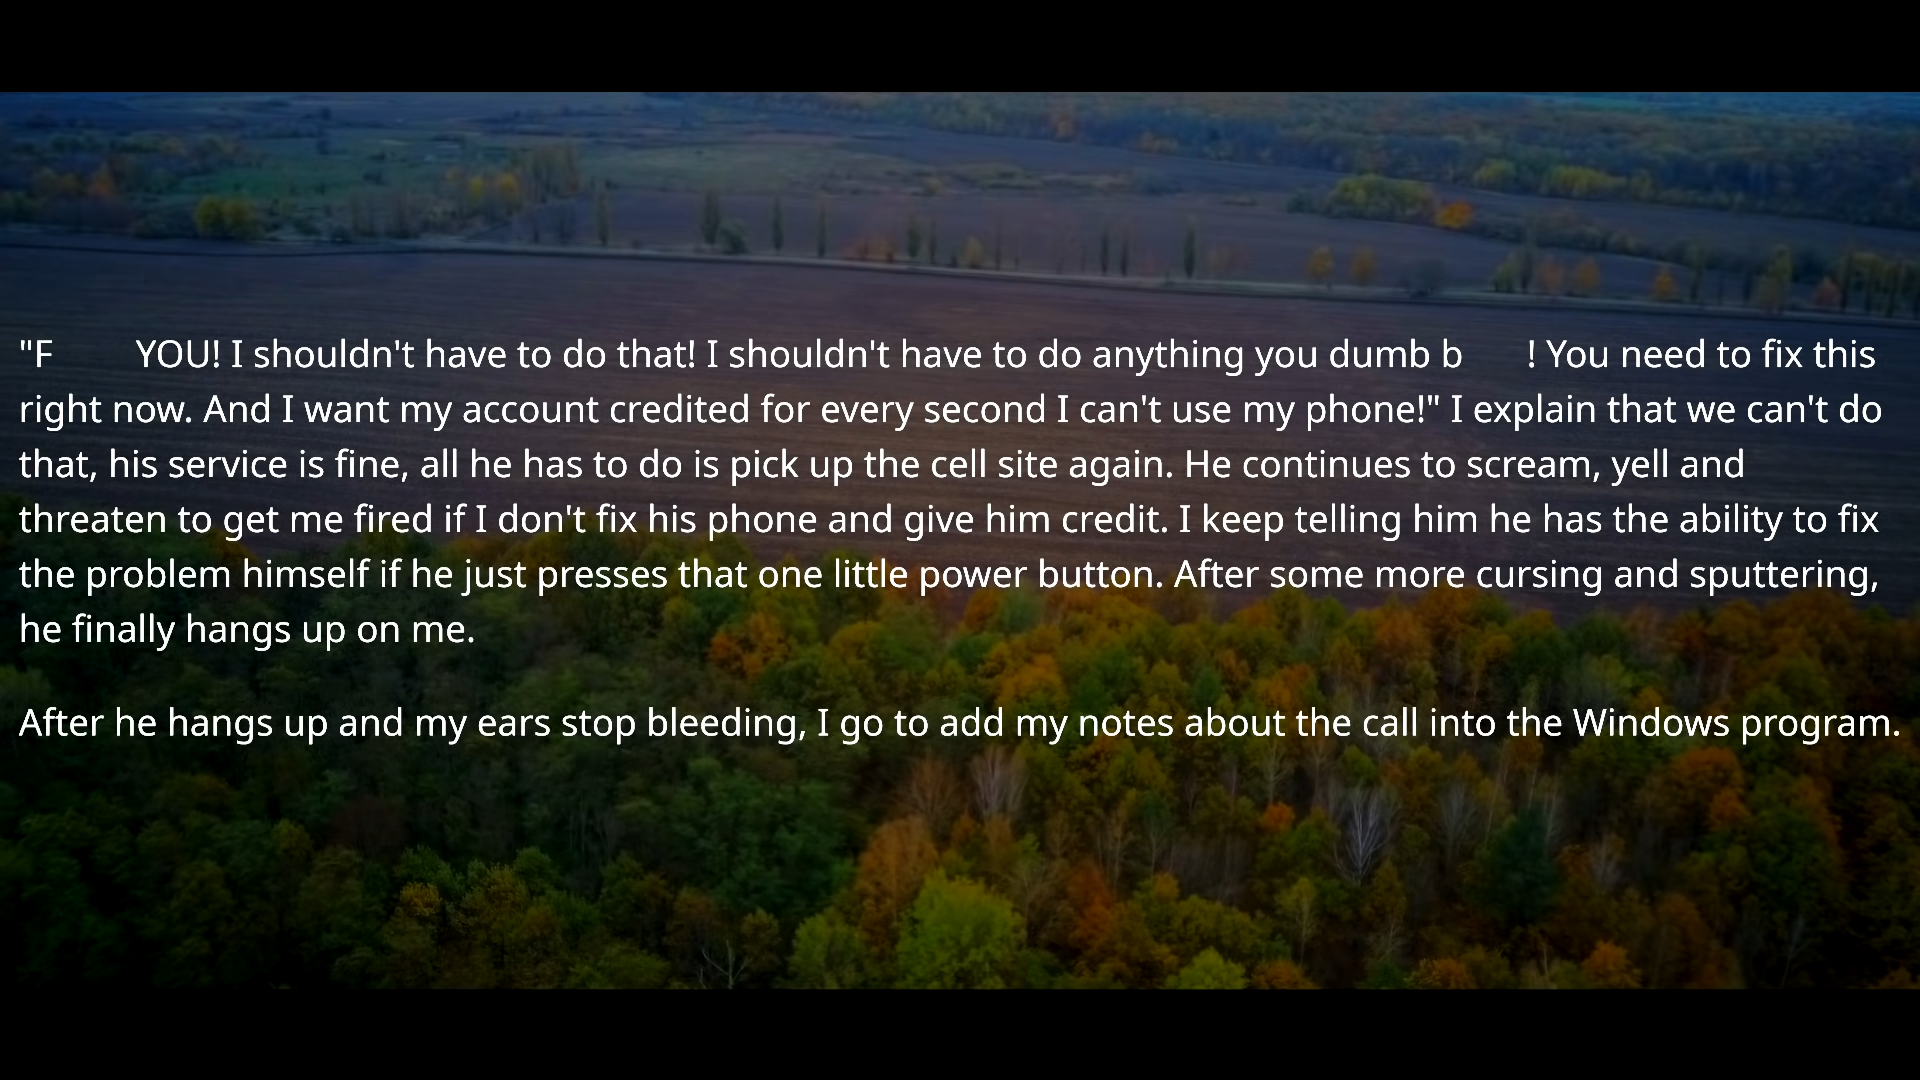 "F YOU! I shouldn't have to do that! I shouldn't have to do anything you dumb b ! You need to fix this
right now. And I want my account credited for every second I can't use my phone!" I explain that we can't do
that, his service is fine, all he has to do is pick up the cell site again. He continues to scream, yell and
threaten to get me fired if I don't fix his phone and give him credit. I keep telling him he has the ability to fix
the problem himself if he just presses that one little power button. After some more cursing and sputtering,
he finally hangs up on me.
After he hangs up and my ears stop bleeding, I go to add my notes about the call into the Windows program.